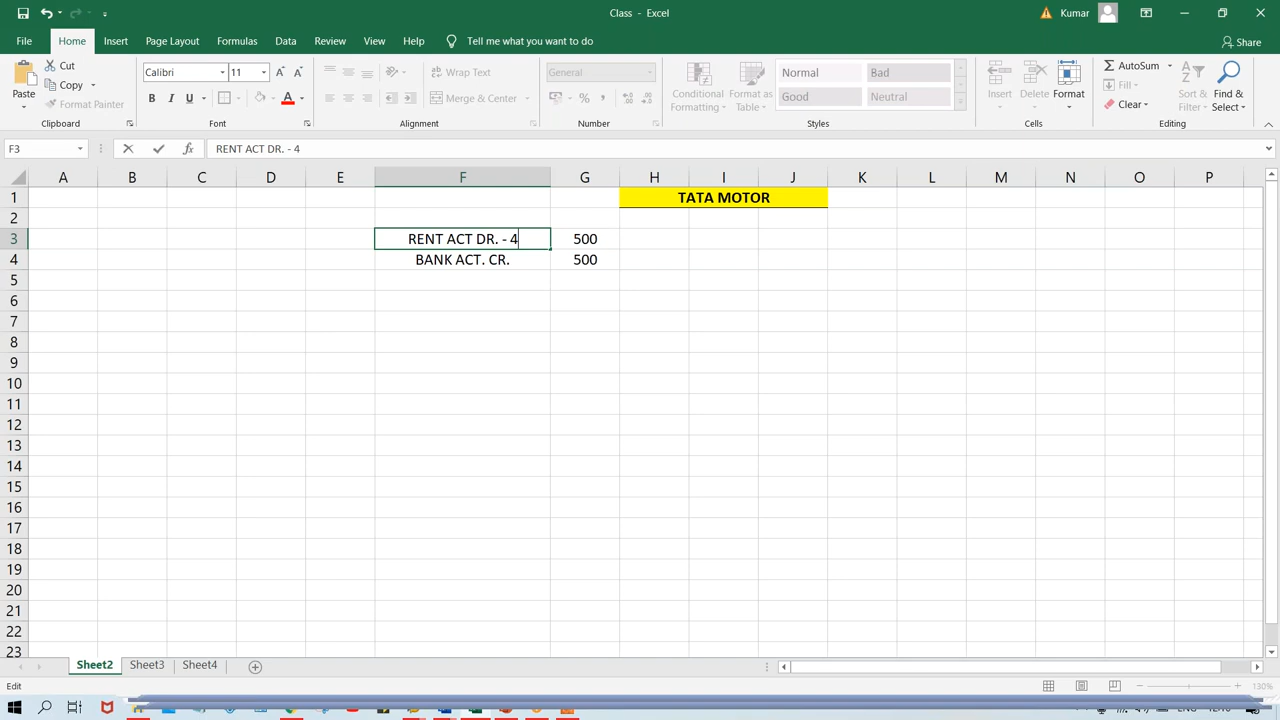 Class - Excel
Kumar
File Home Insert Page Layout Formulas Data Review View Help Tell me what you want to do Share
Paste
Cut
Copy
Format Painter
Clipboard
Calibri 11
B I U
Font
Wrap Text
Merge & Center
Alignment
General
%
Number
Conditional Formatting
Format as Table
Normal Bad
Good Neutral
Styles
Insert Delete Format
Cells
AutoSum
Fill
Clear
Sort & Filter
Find & Select
Editing
F3 fx RENT ACT DR. - 4
A B C D E F G H I J K L M N O P
1 TATA MOTOR
2
3 RENT ACT DR. - 4 500
4 BANK ACT. CR. 500
5
6
7
8
9
10
11
12
13
14
15
16
17
18
19
20
21
22
23
Sheet2 Sheet3 Sheet4
Edit 130%